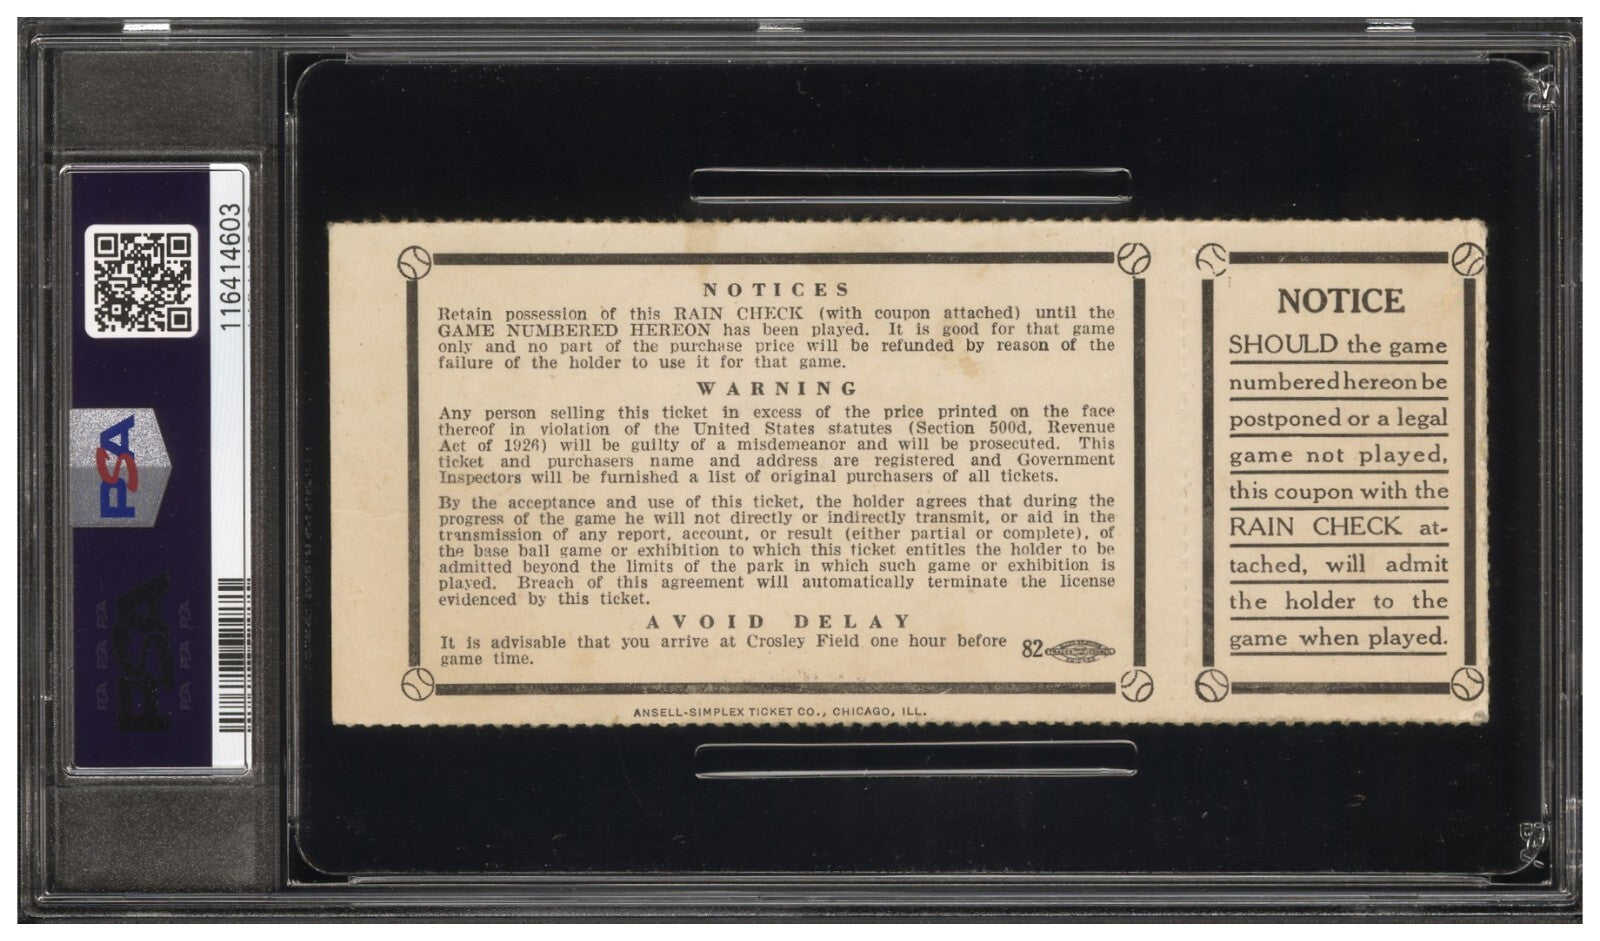 116414603
PSA
PSA
NOTICES
Retain possession of this RAIN CHECK (with coupon attached) until the
GAME NUMBERED HEREON has been played. It is good for that game
only and no part of the purchase price will be refunded by reason of the
failure of the holder to use it for that game.
WARNING
Any person selling this ticket in excess of the price printed on the face
thereof in violation of the United States statutes (Section 500d, Revenue
Act of 1926) will be guilty of a misdemeanor and will be prosecuted. This
ticket and purchasers name and address are registered and Government
Inspectors will be furnished a list of original purchasers of all tickets.
By the acceptance and use of this ticket, the holder agrees that during the
progress of the game he will not directly or indirectly transmit, or aid in the
transmission of any report, account, or result (either partial or complete), of
the base ball game or exhibition to which this ticket entitles the holder to be
admitted beyond the limits of the park in which such game or exhibition is
played. Breach of this agreement will automatically terminate the license
evidenced by this ticket.
AVOID DELAY
It is advisable that you arrive at Crosley Field one hour before
game time.
82
ANSELL-SIMPLEX TICKET CO., CHICAGO, ILL.
NOTICE
SHOULD the game
numbered hereon be
postponed or a legal
game not played,
this coupon with the
RAIN CHECK at-
tached, will admit
the holder to the
game when played.